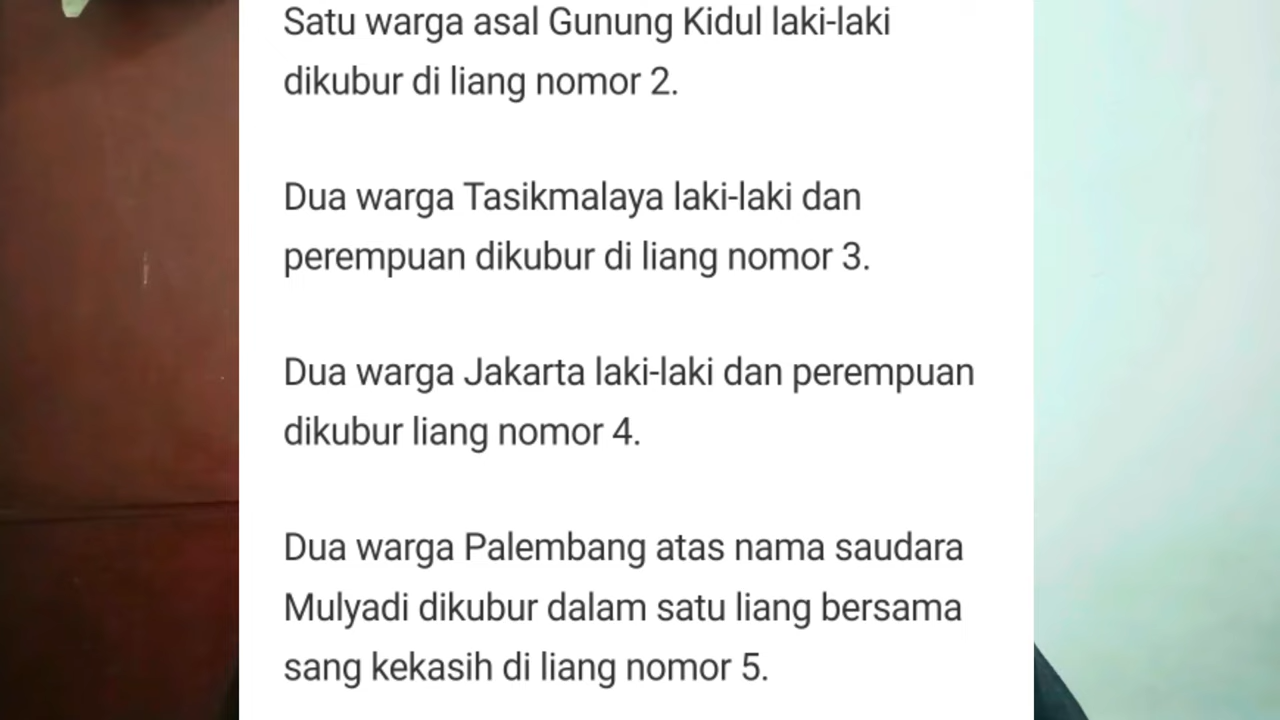 Satu warga asal Gunung Kidul laki-laki
dikubur di liang nomor 2.
Dua warga Tasikmalaya laki-laki dan
perempuan dikubur di liang nomor 3.
Dua warga Jakarta laki-laki dan perempuan
dikubur liang nomor 4.
Dua warga Palembang atas nama saudara
Mulyadi dikubur dalam satu liang bersama
sang kekasih di liang nomor 5.